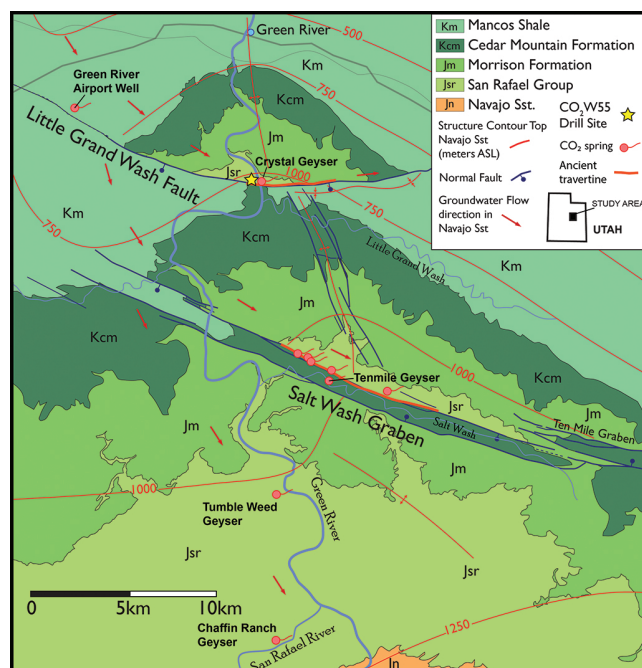 Green River
500
Km
Green River
Airport Well
Kcm
750
Jm
Little Grand Wash Fault
Jsr
Crystal Geyser
1000
Km
750
750
Kcm
Little Grand Wash
Km
Jm
Jm
Kcm
1000
Kcm
Tenmile Geyser
Jsr
Salt Wash Graben
Salt Wash
Ten Mile Graben
Jm
Jm
Jm
1000
Tumble Weed
Geyser
Green River
Jsr
Jsr
0
5km
10km
1250
Chaffin Ranch
Geyser
San Rafael River
Jn
Km Mancos Shale
Kcm Cedar Mountain Formation
Jm Morrison Formation
Jsr San Rafael Group
Jn Navajo Sst.
CO2W55
Drill Site
Structure Contour Top
Navajo Sst
(meters ASL)
CO2 spring
Normal Fault
Ancient
travertine
Groundwater Flow
direction in
Navajo Sst
STUDY AREA
UTAH